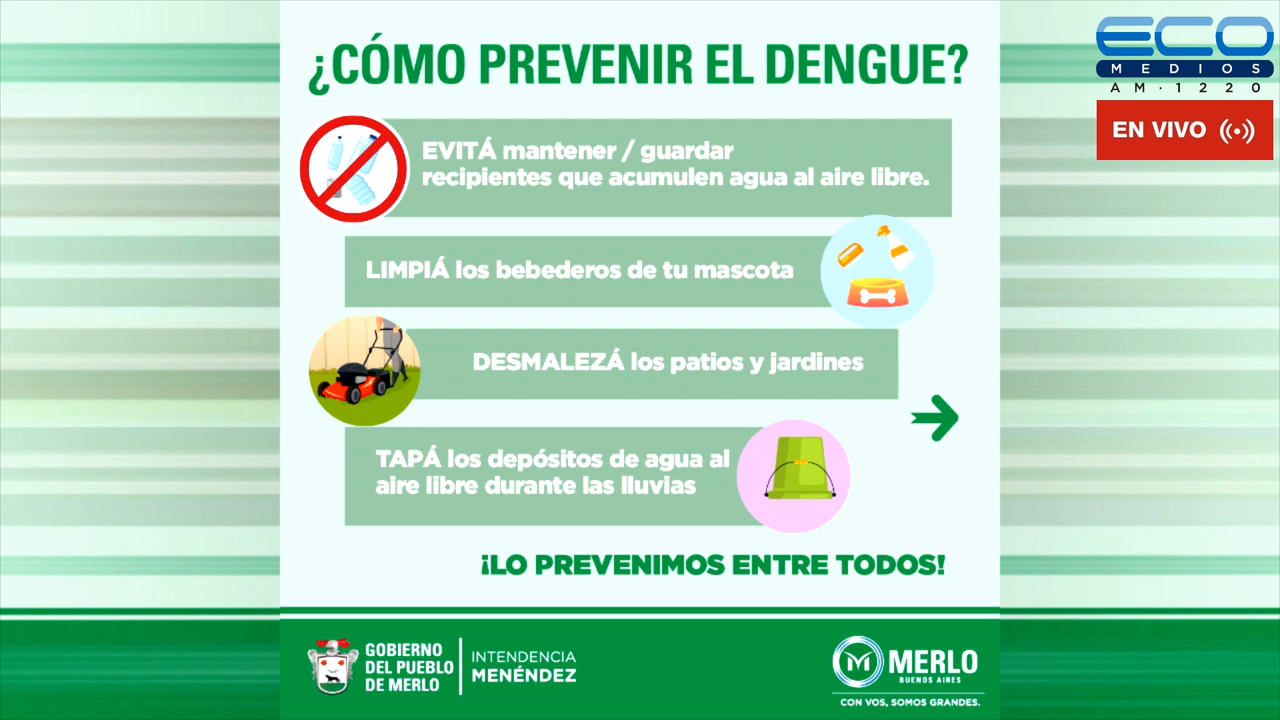 ¿CÓMO PREVENIR EL DENGUE?
ECO
MEDIOS
AM·1220
EN VIVO
EVITÁ mantener / guardar
recipientes que acumulen agua al aire libre.
LIMPIÁ los bebederos de tu mascota
DESMALEZÁ los patios y jardines
TAPÁ los depósitos de agua al
aire libre durante las lluvias
¡LO PREVENIMOS ENTRE TODOS!
GOBIERNO
DEL PUEBLO
DE MERLO
INTENDENCIA
MENÉNDEZ
MERLO
BUENOS AIRES
CON VOS, SOMOS GRANDES.